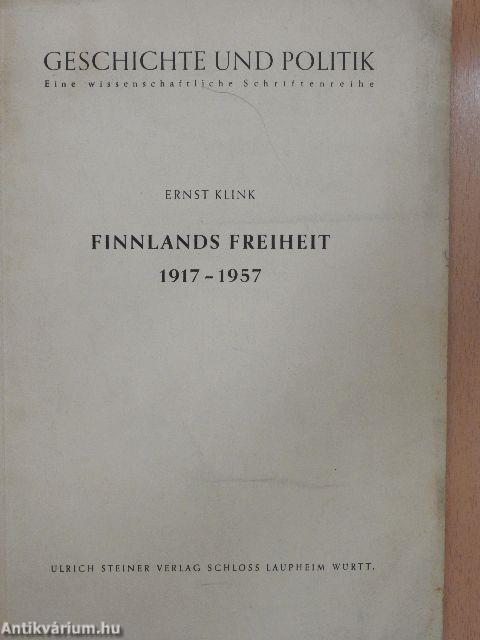 GESCHICHTE UND POLITIK
Eine wissenschaftliche Schriftenreihe
ERNST KLINK
FINNLANDS FREIHEIT
1917 – 1957
ULRICH STEINER VERLAG SCHLOSS LAUPHEIM WURTT.
Antikvárium.hu